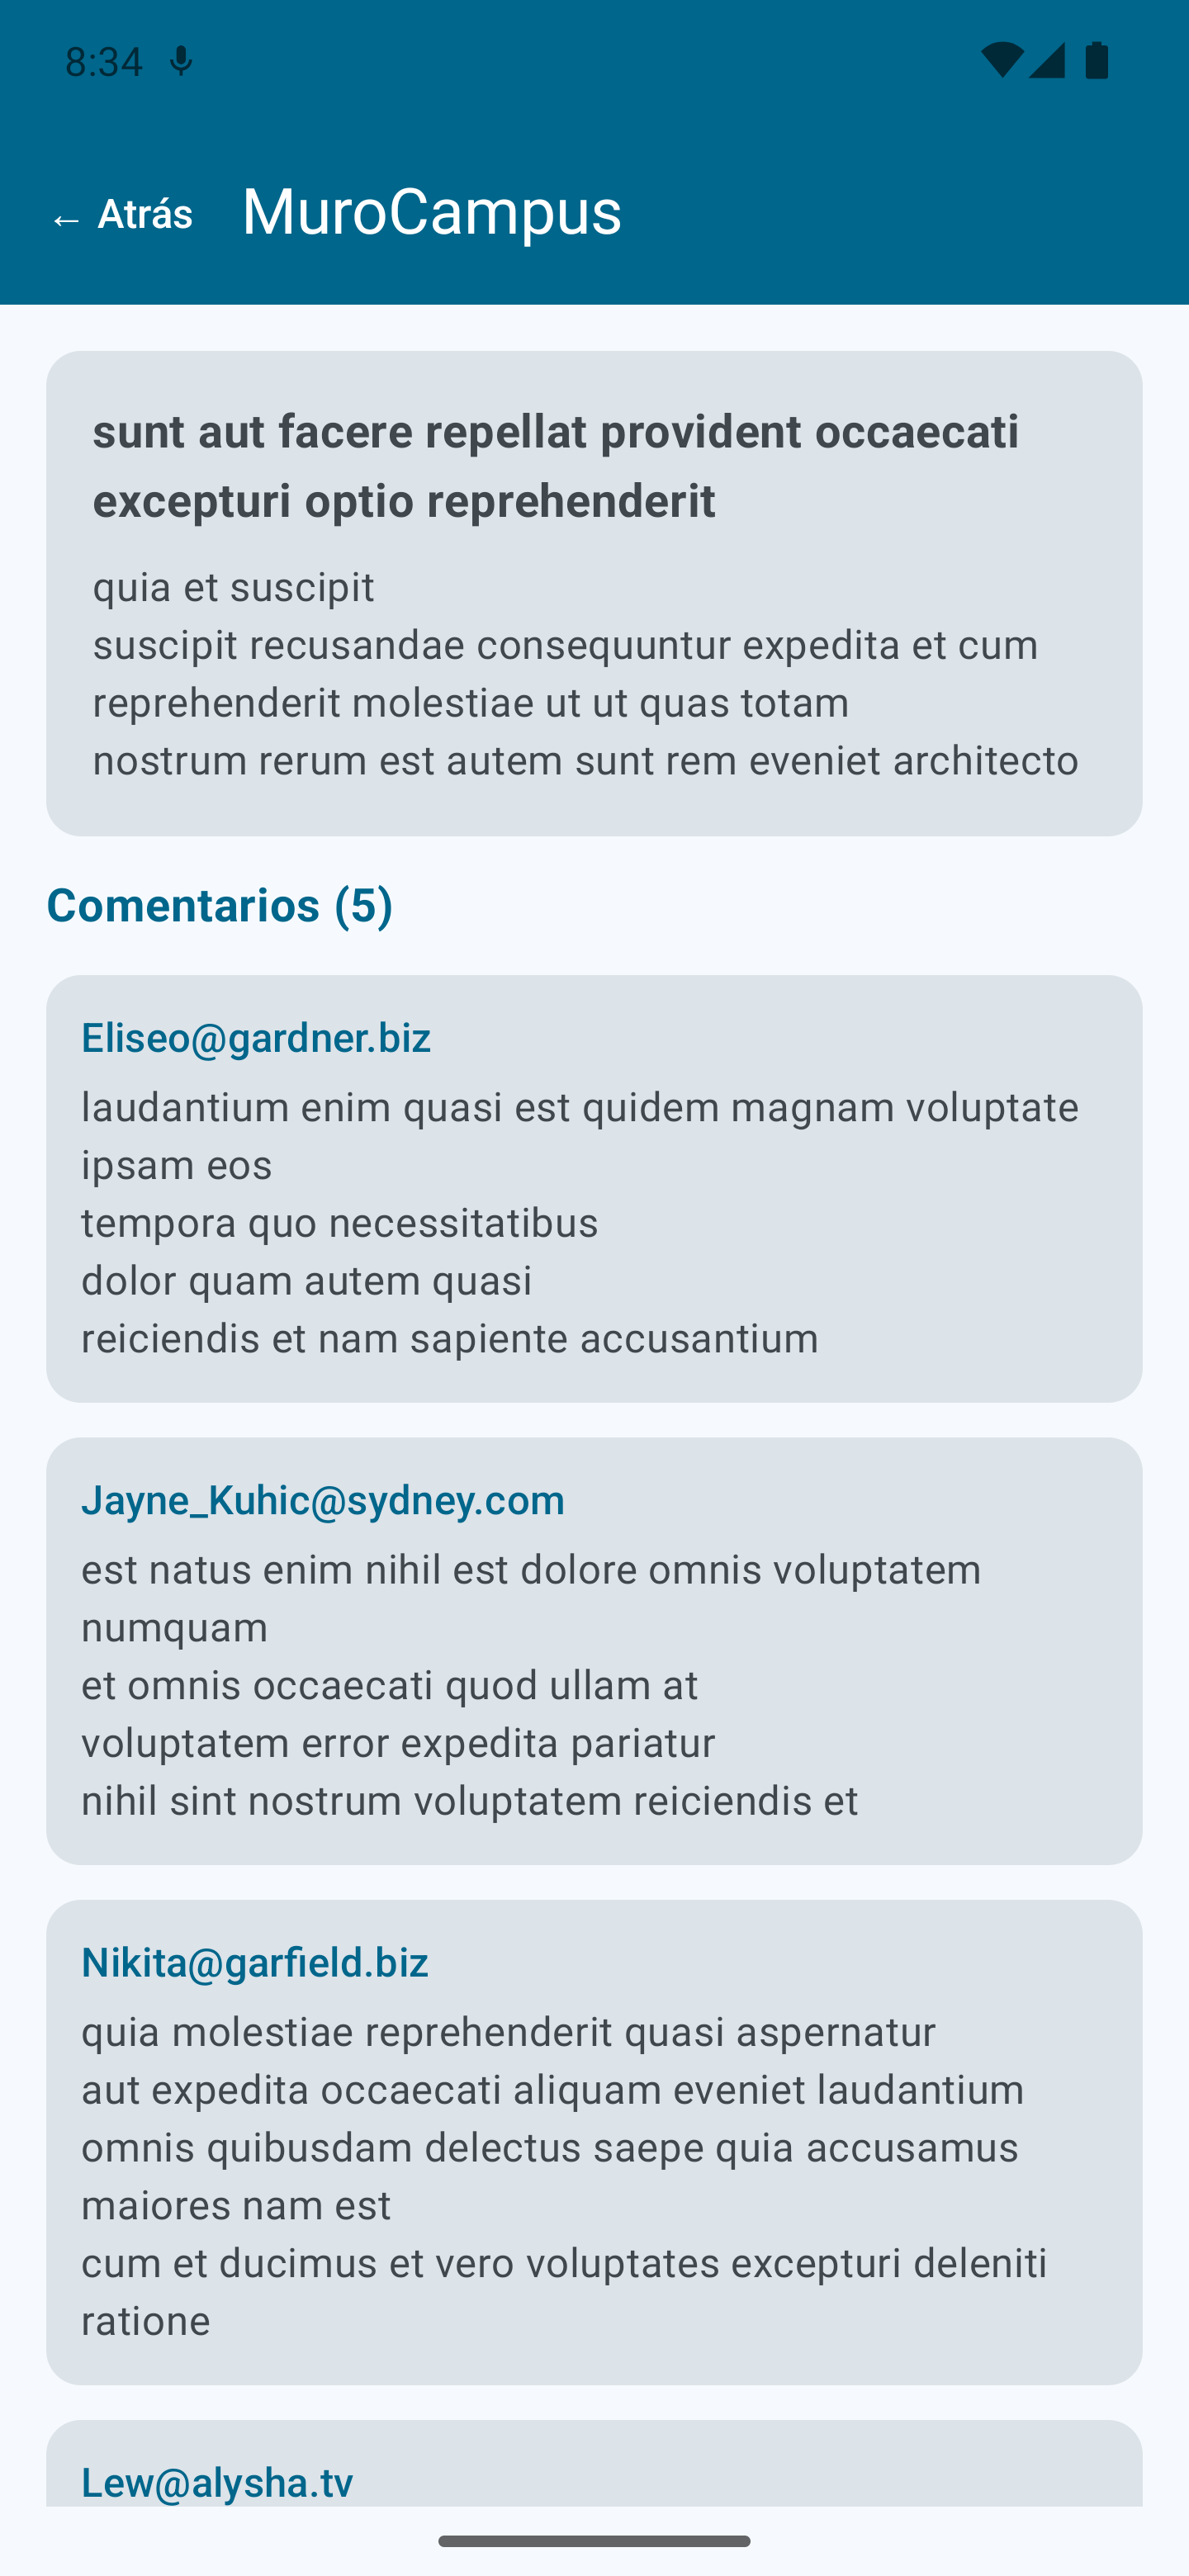 8:34
← Atrás MuroCampus
sunt aut facere repellat provident occaecati
excepturi optio reprehenderit
quia et suscipit
suscipit recusandae consequuntur expedita et cum
reprehenderit molestiae ut ut quas totam
nostrum rerum est autem sunt rem eveniet architecto
Comentarios (5)
Eliseo@gardner.biz
laudantium enim quasi est quidem magnam voluptate
ipsam eos
tempora quo necessitatibus
dolor quam autem quasi
reiciendis et nam sapiente accusantium
Jayne_Kuhic@sydney.com
est natus enim nihil est dolore omnis voluptatem
numquam
et omnis occaecati quod ullam at
voluptatem error expedita pariatur
nihil sint nostrum voluptatem reiciendis et
Nikita@garfield.biz
quia molestiae reprehenderit quasi aspernatur
aut expedita occaecati aliquam eveniet laudantium
omnis quibusdam delectus saepe quia accusamus
maiores nam est
cum et ducimus et vero voluptates excepturi deleniti
ratione
Lew@alysha.tv